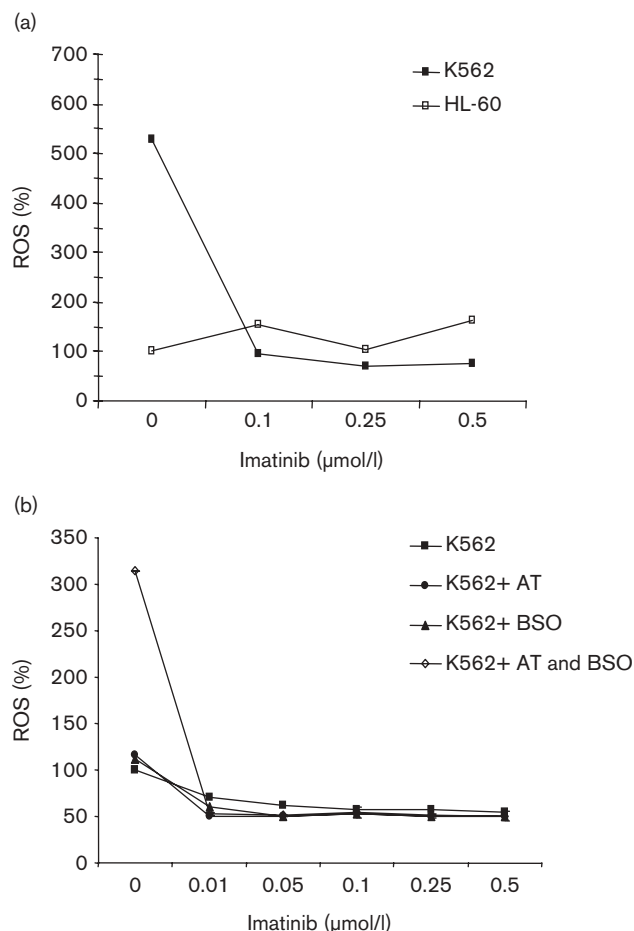 (a)
700
600
500
400
300
200
100
0
ROS (%)
K562
HL-60
0 0.1 0.25 0.5
Imatinib (μmol/l)
(b)
350
300
250
200
150
100
50
0
ROS (%)
K562
K562+ AT
K562+ BSO
K562+ AT and BSO
0 0.01 0.05 0.1 0.25 0.5
Imatinib (μmol/l)